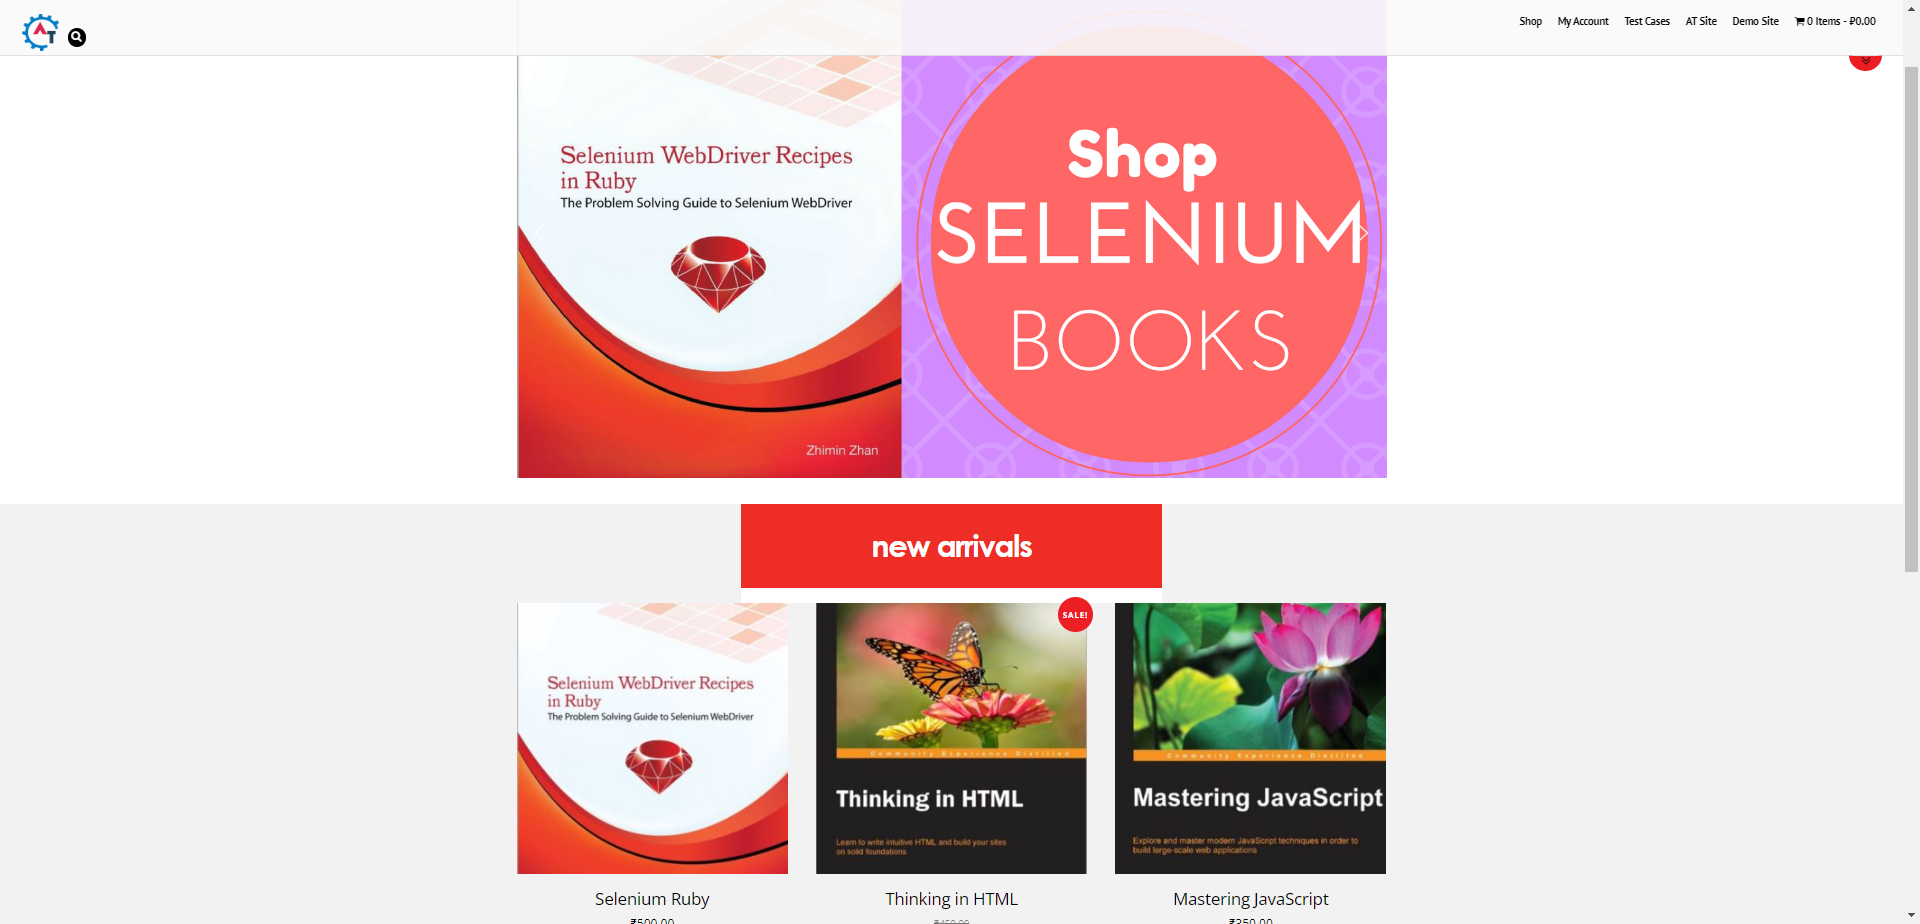 AT
Shop
My Account
Test Cases
AT Site
Demo Site
0 Items - ₽0.00
Selenium WebDriver Recipes
in Ruby
The Problem Solving Guide to Selenium WebDriver
Zhimin Zhan
Shop
SELENIUM
BOOKS
new arrivals
Selenium WebDriver Recipes
in Ruby
The Problem Solving Guide to Selenium WebDriver
SALE!
Community Experience Distilled
Thinking in HTML
Learn to write intuitive HTML and build your sites
on solid foundations
Community Experience Distilled
Mastering JavaScript
Explore and master modern JavaScript techniques in order to
build large-scale web applications
Selenium Ruby
₹500.00
Thinking in HTML
₹450.00
Mastering JavaScript
₹350.00